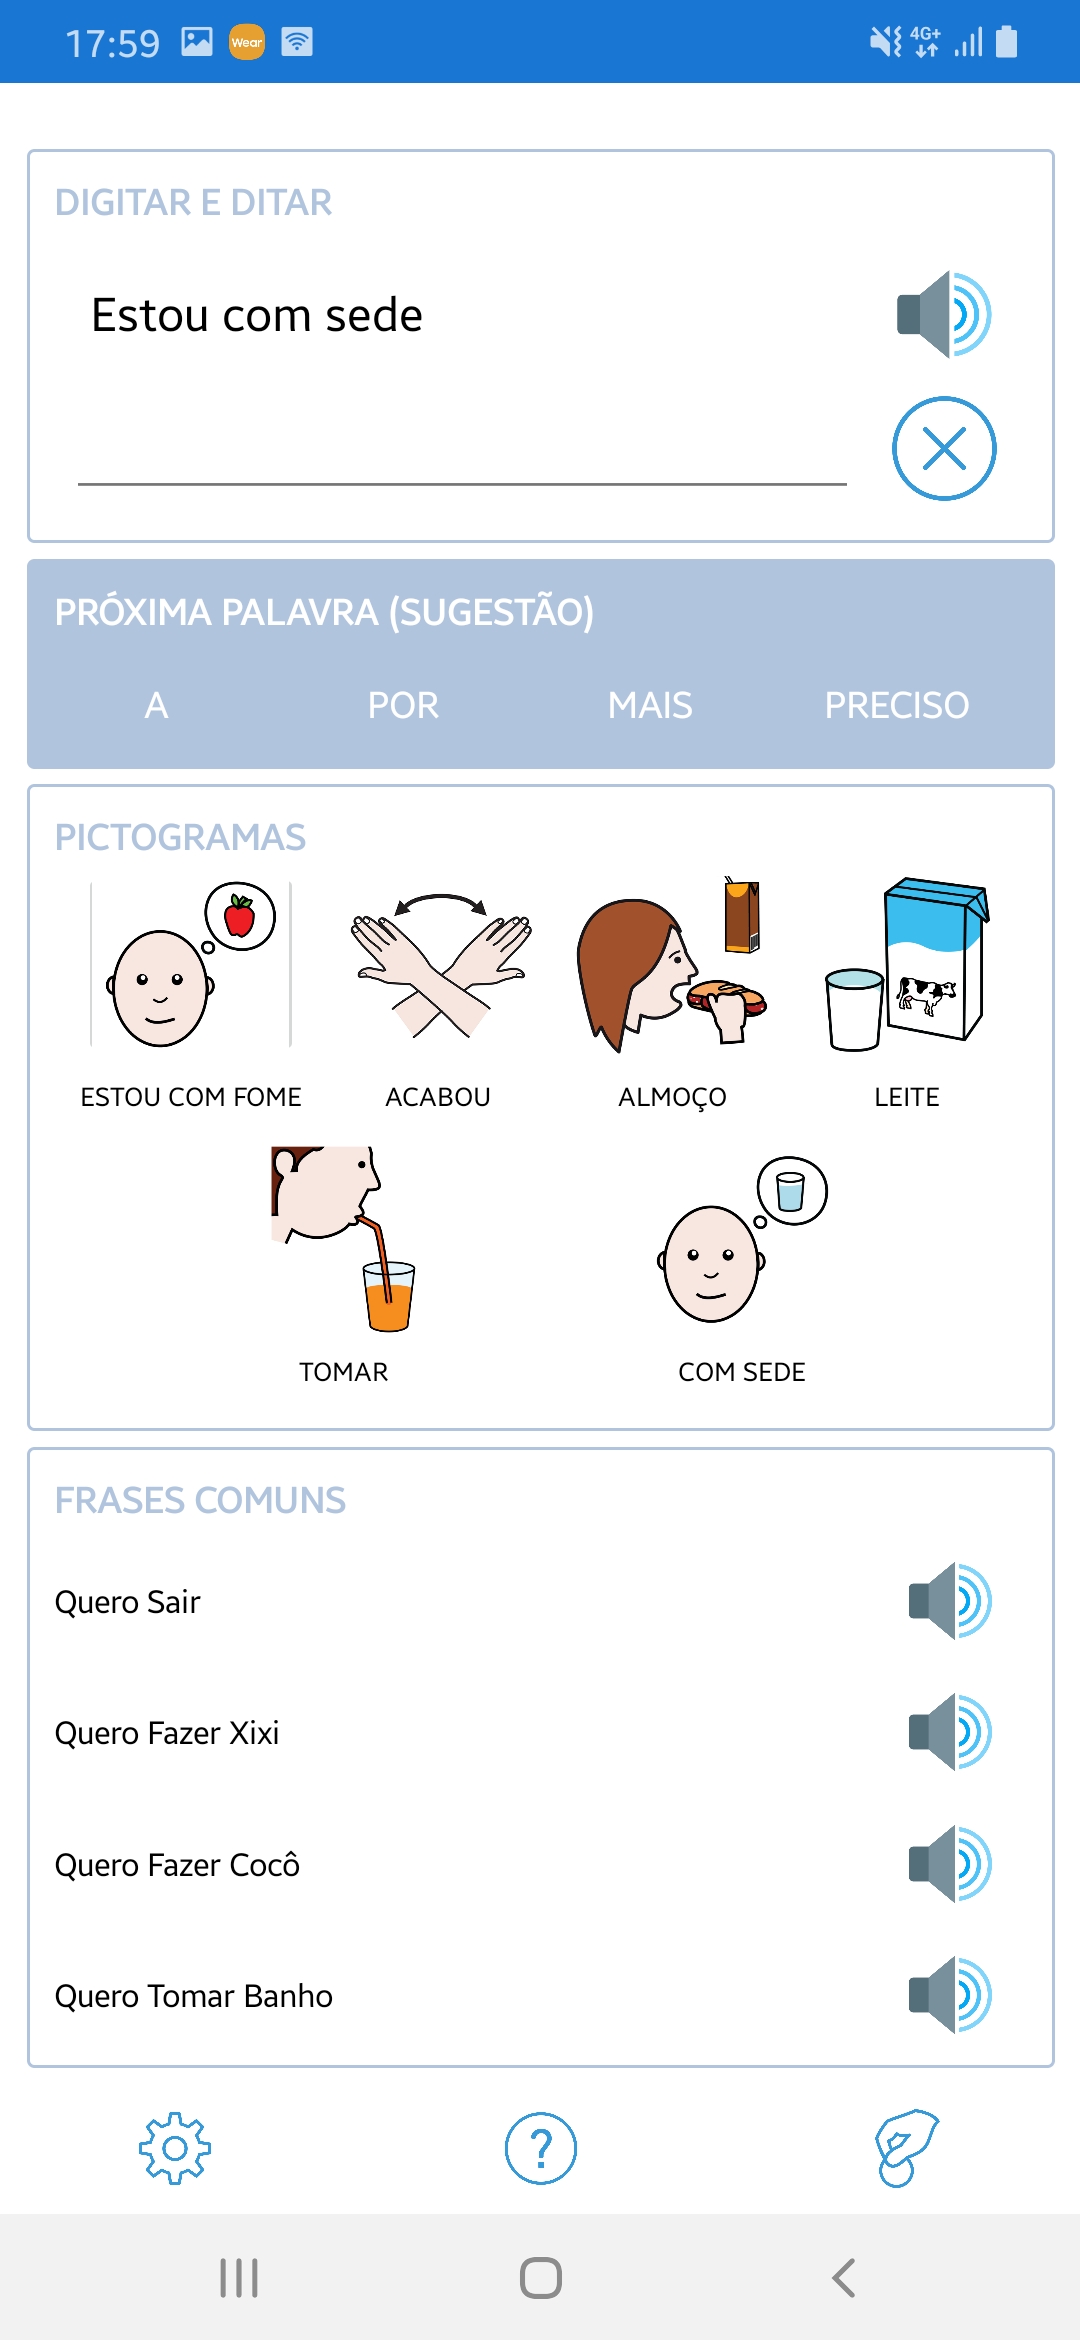 17:59 Wear 4G+
DIGITAR E DITAR
Estou com sede
PRÓXIMA PALAVRA (SUGESTÃO)
A POR MAIS PRECISO
PICTOGRAMAS
ESTOU COM FOME ACABOU ALMOÇO LEITE
TOMAR COM SEDE
FRASES COMUNS
Quero Sair
Quero Fazer Xixi
Quero Fazer Cocô
Quero Tomar Banho
?